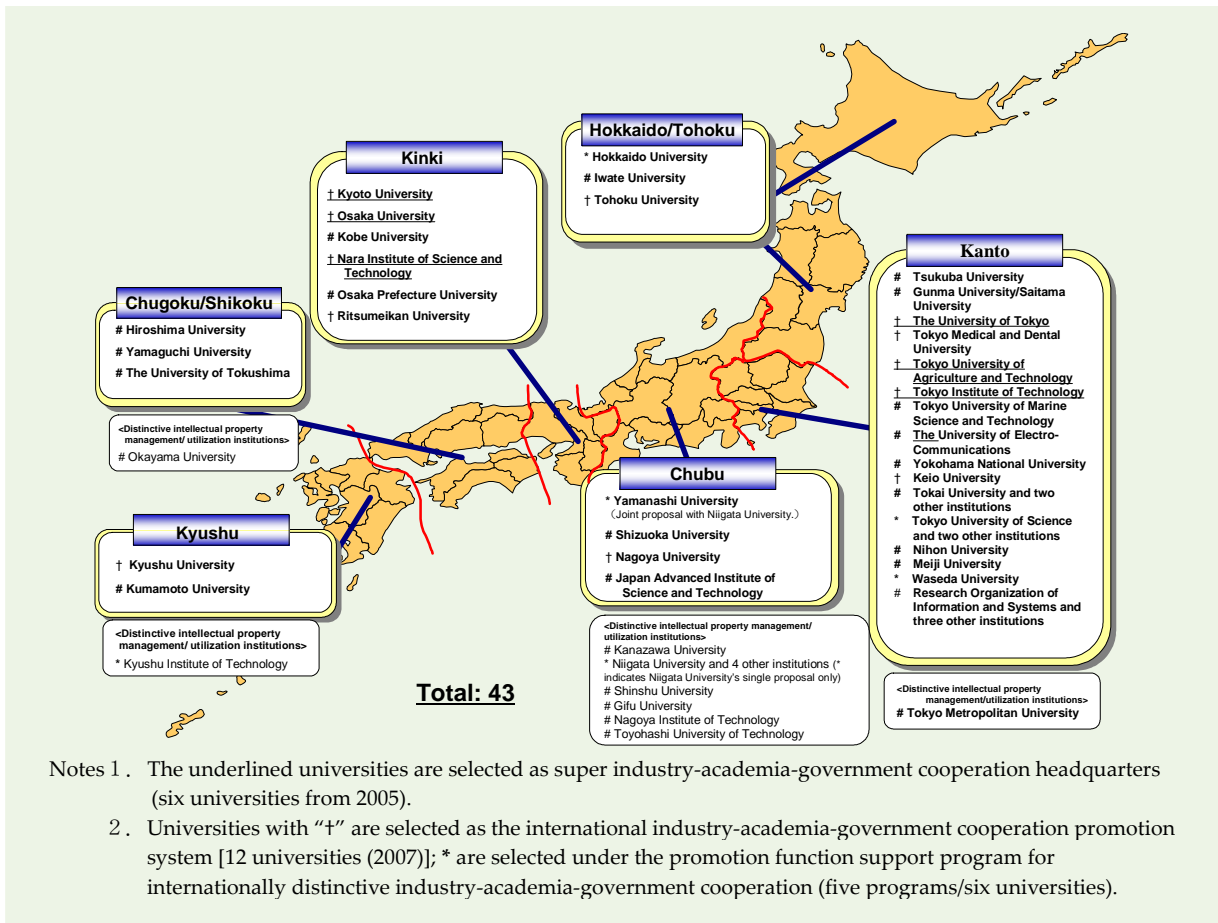 Hokkaido/Tohoku
* Hokkaido University
# Iwate University
† Tohoku University
Kinki
† Kyoto University
† Osaka University
# Kobe University
† Nara Institute of Science and
Technology
# Osaka Prefecture University
† Ritsumeikan University
Kanto
# Tsukuba University
# Gunma University/Saitama
University
† The University of Tokyo
† Tokyo Medical and Dental
University
† Tokyo University of
Agriculture and Technology
† Tokyo Institute of Technology
# Tokyo University of Marine
Science and Technology
# The University of Electro-
Communications
# Yokohama National University
† Keio University
# Tokai University and two
other institutions
* Tokyo University of Science
and two other institutions
# Nihon University
# Meiji University
* Waseda University
# Research Organization of
Information and Systems and
three other institutions
<Distinctive intellectual property
management/utilization institutions>
# Tokyo Metropolitan University
Chugoku/Shikoku
# Hiroshima University
# Yamaguchi University
# The University of Tokushima
<Distinctive intellectual property
management/ utilization institutions>
# Okayama University
Chubu
* Yamanashi University
（Joint proposal with Niigata University.）
# Shizuoka University
† Nagoya University
# Japan Advanced Institute of
Science and Technology
<Distinctive intellectual property management/
utilization institutions>
# Kanazawa University
* Niigata University and 4 other institutions (*
indicates Niigata University's single proposal only)
# Shinshu University
# Gifu University
# Nagoya Institute of Technology
# Toyohashi University of Technology
Kyushu
† Kyushu University
# Kumamoto University
<Distinctive intellectual property
management/ utilization institutions>
* Kyushu Institute of Technology
Total: 43
Notes 1． The underlined universities are selected as super industry-academia-government cooperation headquarters
(six universities from 2005).
2． Universities with “†” are selected as the international industry-academia-government cooperation promotion
system [12 universities (2007)]; * are selected under the promotion function support program for
internationally distinctive industry-academia-government cooperation (five programs/six universities).